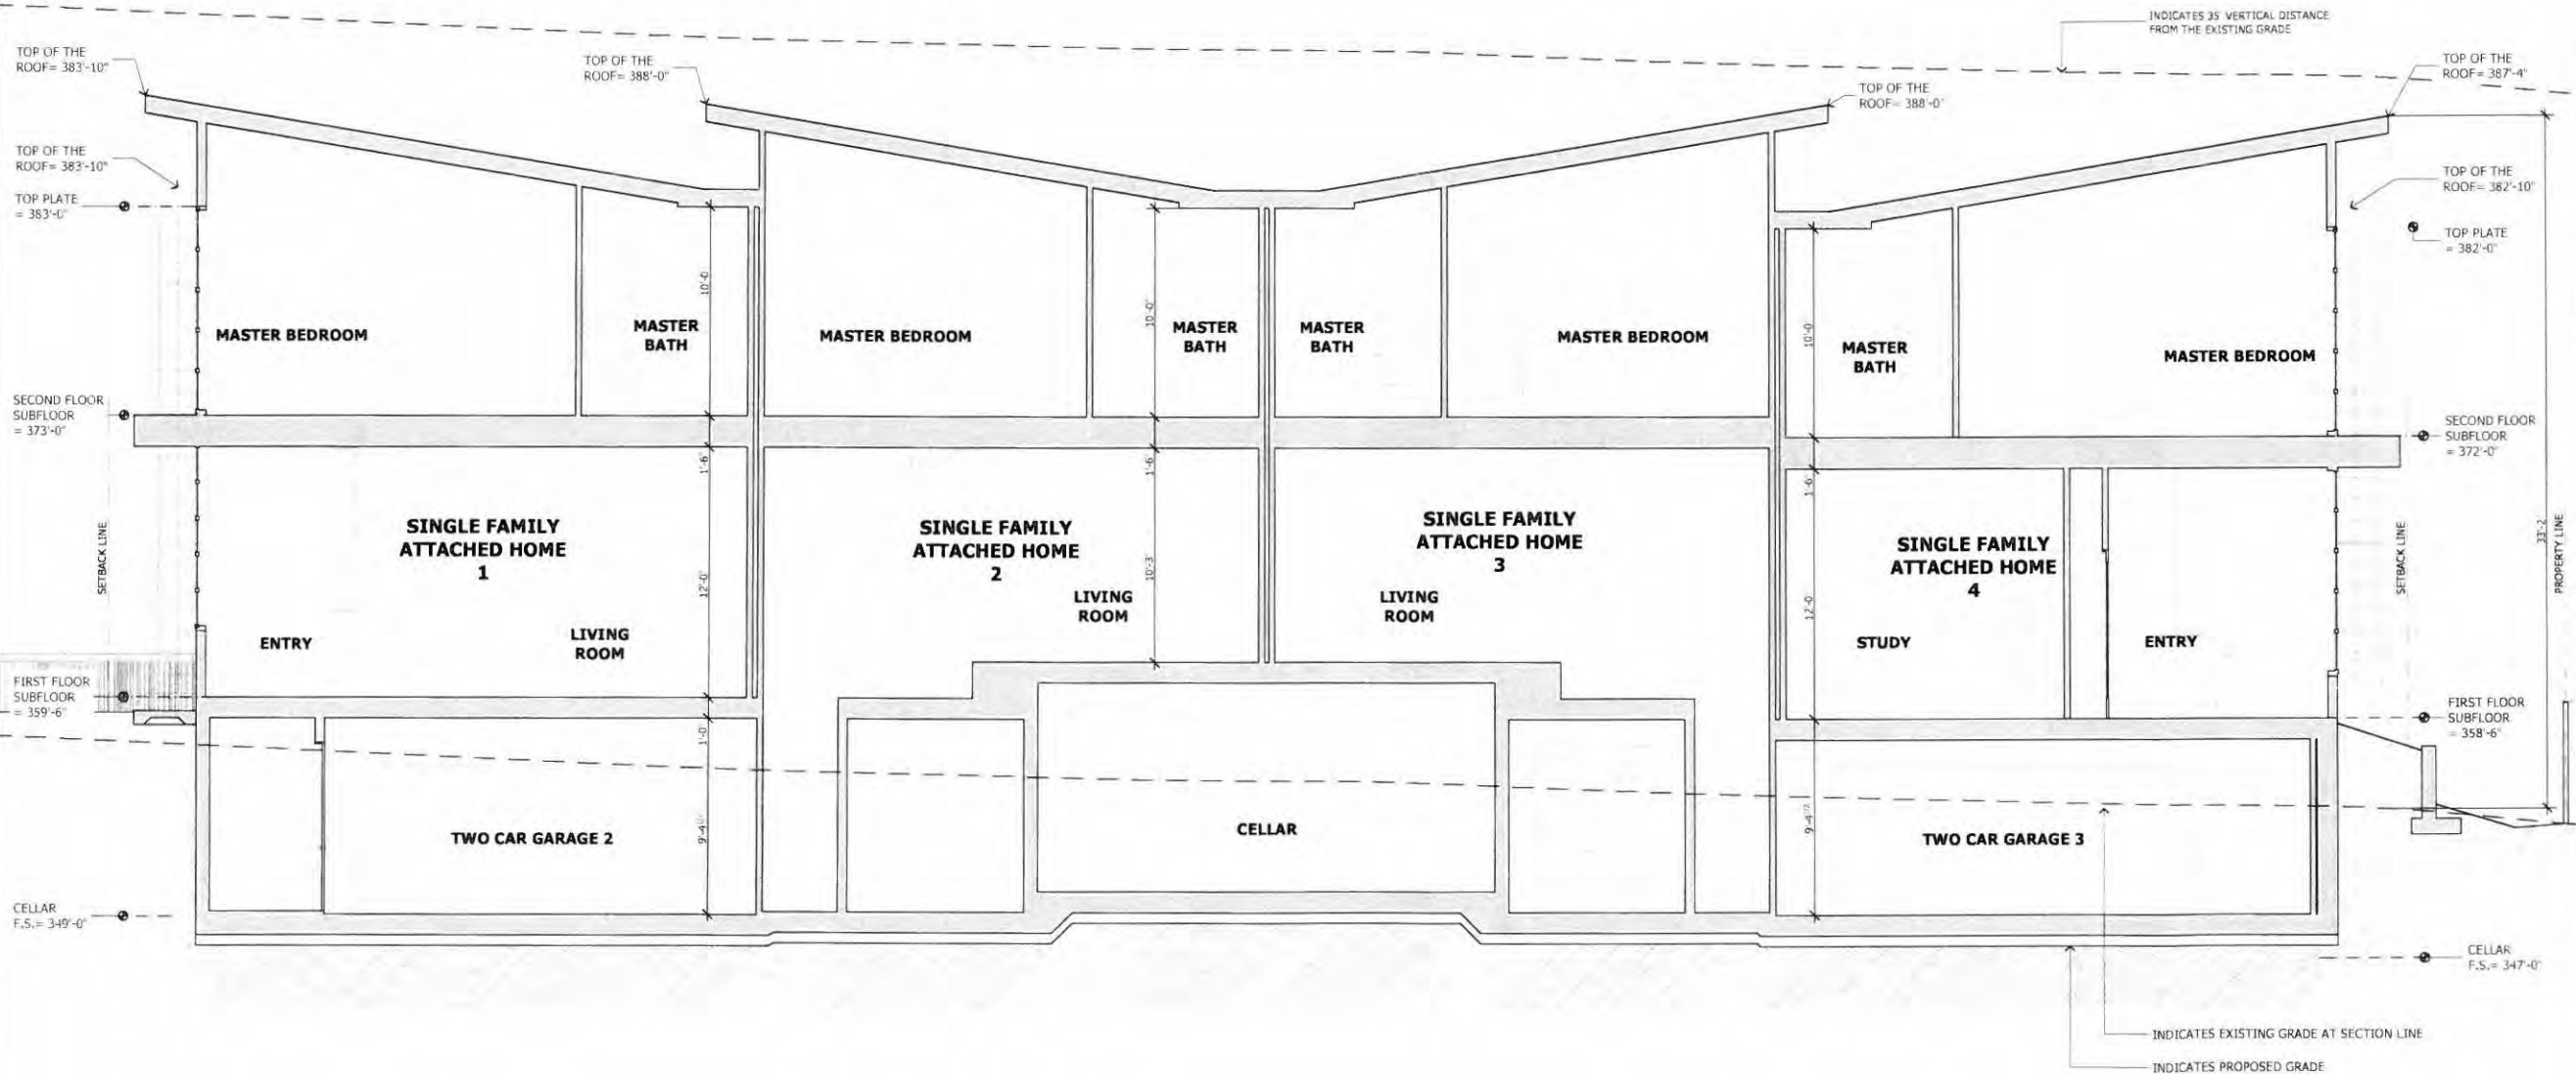 INDICATES 35' VERTICAL DISTANCE
FROM THE EXISTING GRADE
TOP OF THE
ROOF= 383'-10"
TOP OF THE
ROOF= 388'-0"
TOP OF THE
ROOF= 388'-0"
TOP OF THE
ROOF= 387'-4"
TOP OF THE
ROOF= 383'-10"
TOP PLATE
= 383'-0"
TOP OF THE
ROOF= 382'-10"
TOP PLATE
= 382'-0"
10'-0
10'-0"
10'-0
MASTER BEDROOM
MASTER
BATH
MASTER BEDROOM
MASTER
BATH
MASTER
BATH
MASTER BEDROOM
MASTER
BATH
MASTER BEDROOM
SECOND FLOOR
SUBFLOOR
= 373'-0"
SECOND FLOOR
SUBFLOOR
= 372'-0"
1'-6"
1'-6"
1'-6"
SETBACK LINE
SINGLE FAMILY
ATTACHED HOME
1
12'-0"
SINGLE FAMILY
ATTACHED HOME
2
10'-3"
SINGLE FAMILY
ATTACHED HOME
3
12'-0
SINGLE FAMILY
ATTACHED HOME
4
SETBACK LINE
33'-2
PROPERTY LINE
ENTRY
LIVING
ROOM
LIVING
ROOM
LIVING
ROOM
STUDY
ENTRY
FIRST FLOOR
SUBFLOOR
= 359'-6"
FIRST FLOOR
SUBFLOOR
= 358'-6"
1'-0
TWO CAR GARAGE 2
CELLAR
TWO CAR GARAGE 3
CELLAR
F.S.= 349'-0"
CELLAR
F.S.= 347'-0"
INDICATES EXISTING GRADE AT SECTION LINE
INDICATES PROPOSED GRADE